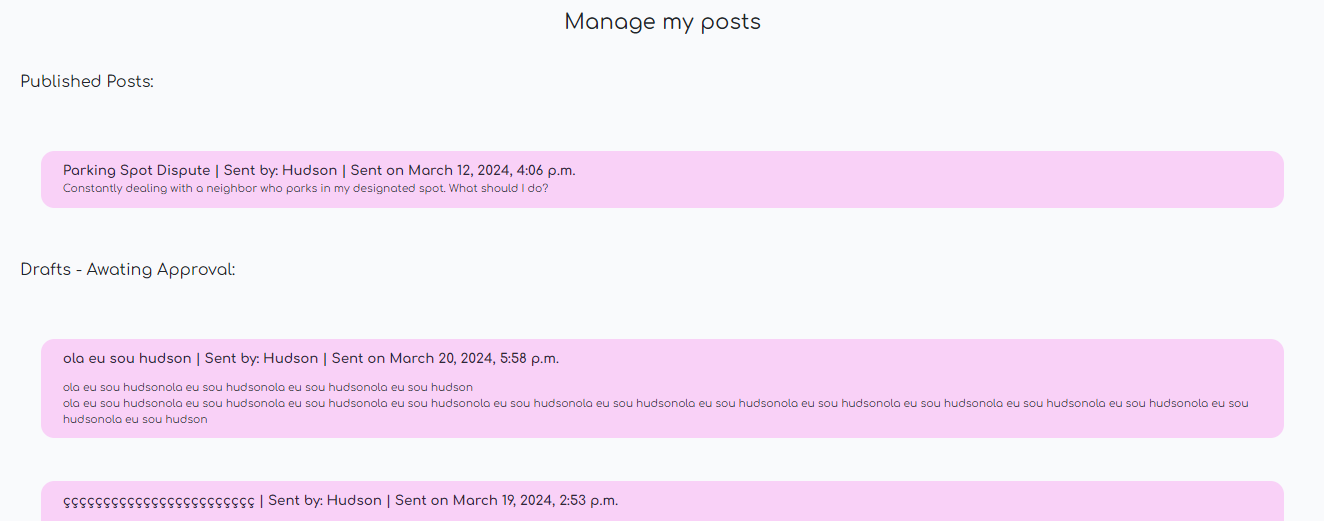 Manage my posts
Published Posts:
Parking Spot Dispute | Sent by: Hudson | Sent on March 12, 2024, 4:06 p.m.
Constantly dealing with a neighbor who parks in my designated spot. What should I do?
Drafts - Awating Approval:
ola eu sou hudson | Sent by: Hudson | Sent on March 20, 2024, 5:58 p.m.
ola eu sou hudsonola eu sou hudsonola eu sou hudsonola eu sou hudson
ola eu sou hudsonola eu sou hudsonola eu sou hudsonola eu sou hudsonola eu sou hudsonola eu sou hudsonola eu sou hudsonola eu sou hudsonola eu sou hudsonola eu sou hudsonola eu sou hudsonola eu sou
hudsonola eu sou hudson
çççççççççççççççççççççççç | Sent by: Hudson | Sent on March 19, 2024, 2:53 p.m.